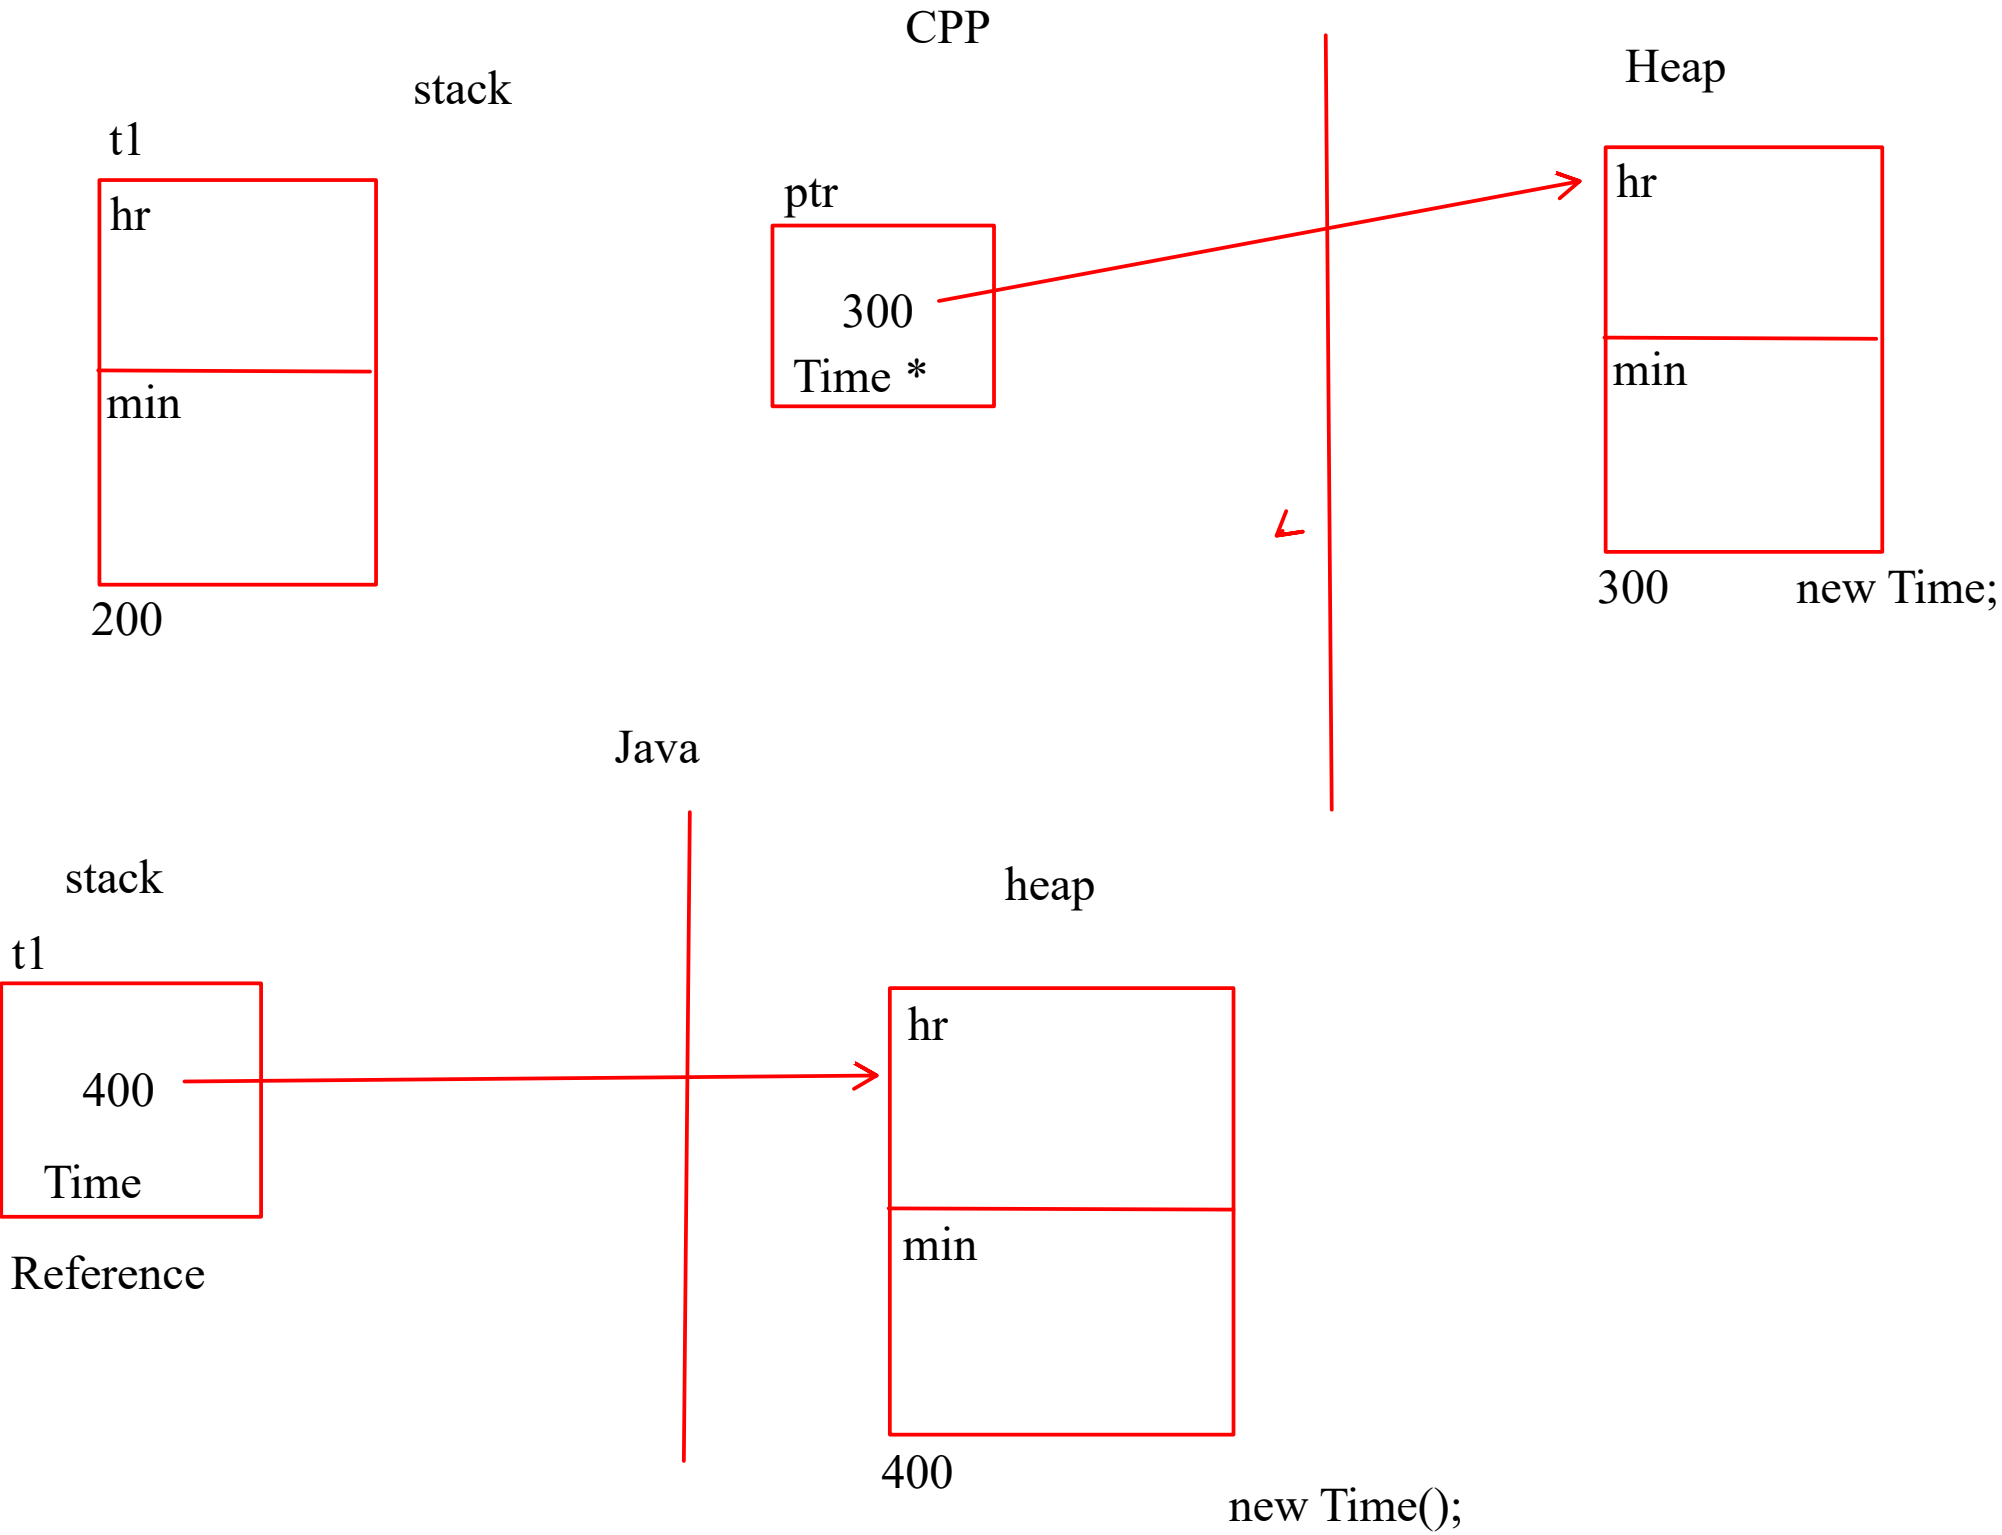 CPP
stack
Heap
t1
hr
min
200
ptr
300
Time *
hr
min
300
new Time;
Java
stack
heap
t1
400
Time
Reference
hr
min
400
new Time();